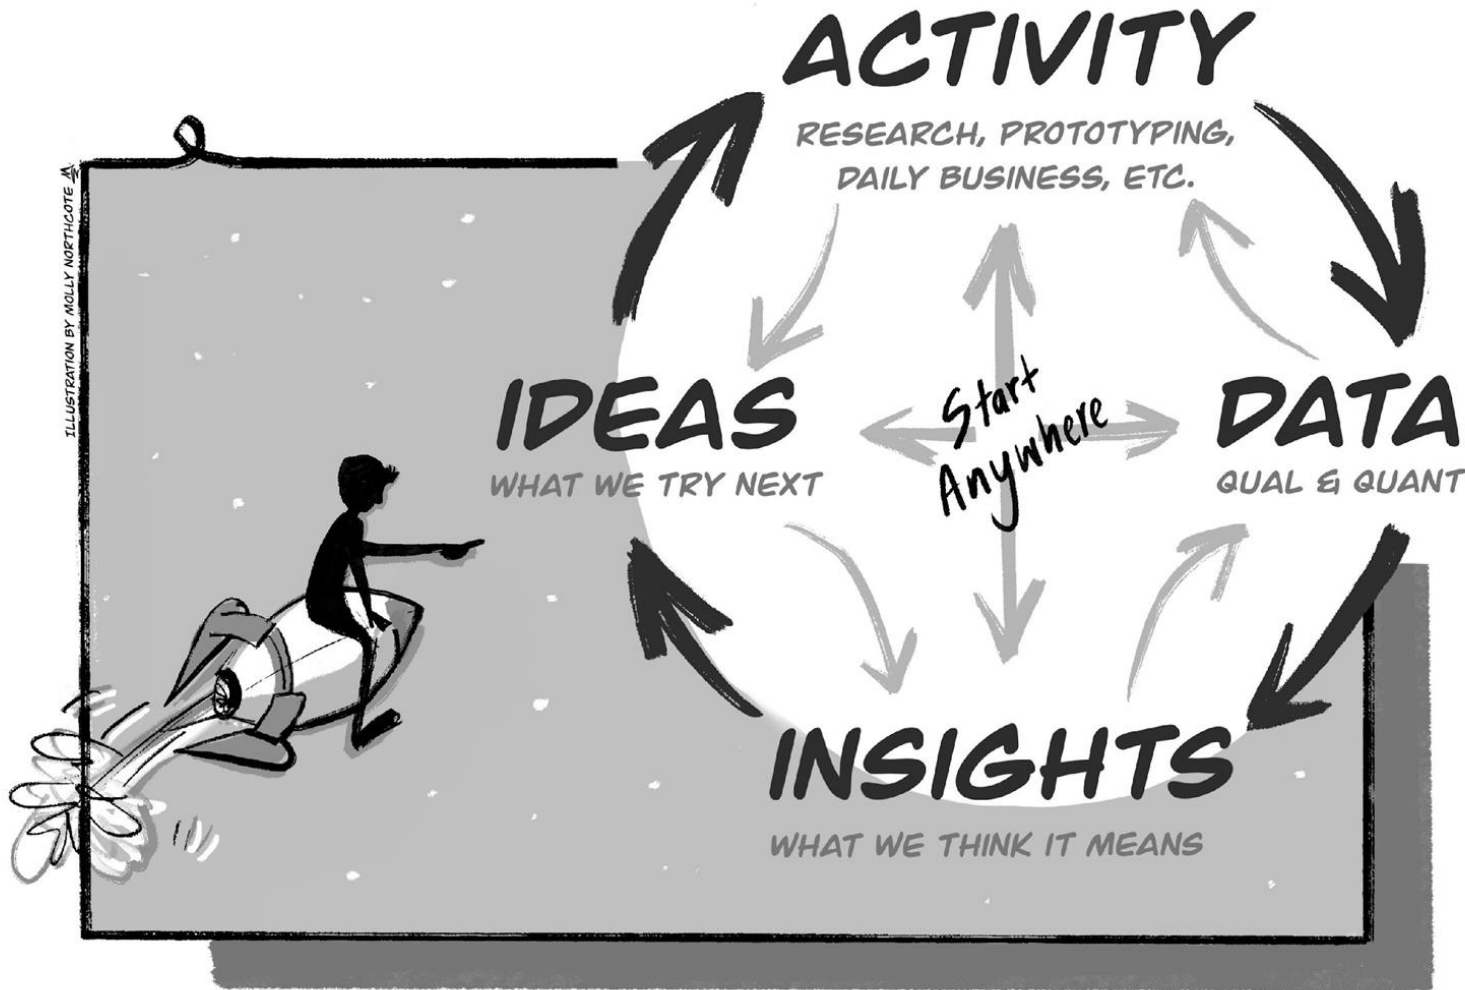 ACTIVITY
RESEARCH, PROTOTYPING,
DAILY BUSINESS, ETC.
IDEAS
WHAT WE TRY NEXT
Start
Anywhere
DATA
QUAL & QUANT
INSIGHTS
WHAT WE THINK IT MEANS
ILLUSTRATION BY MOLLY NORTHCOTE